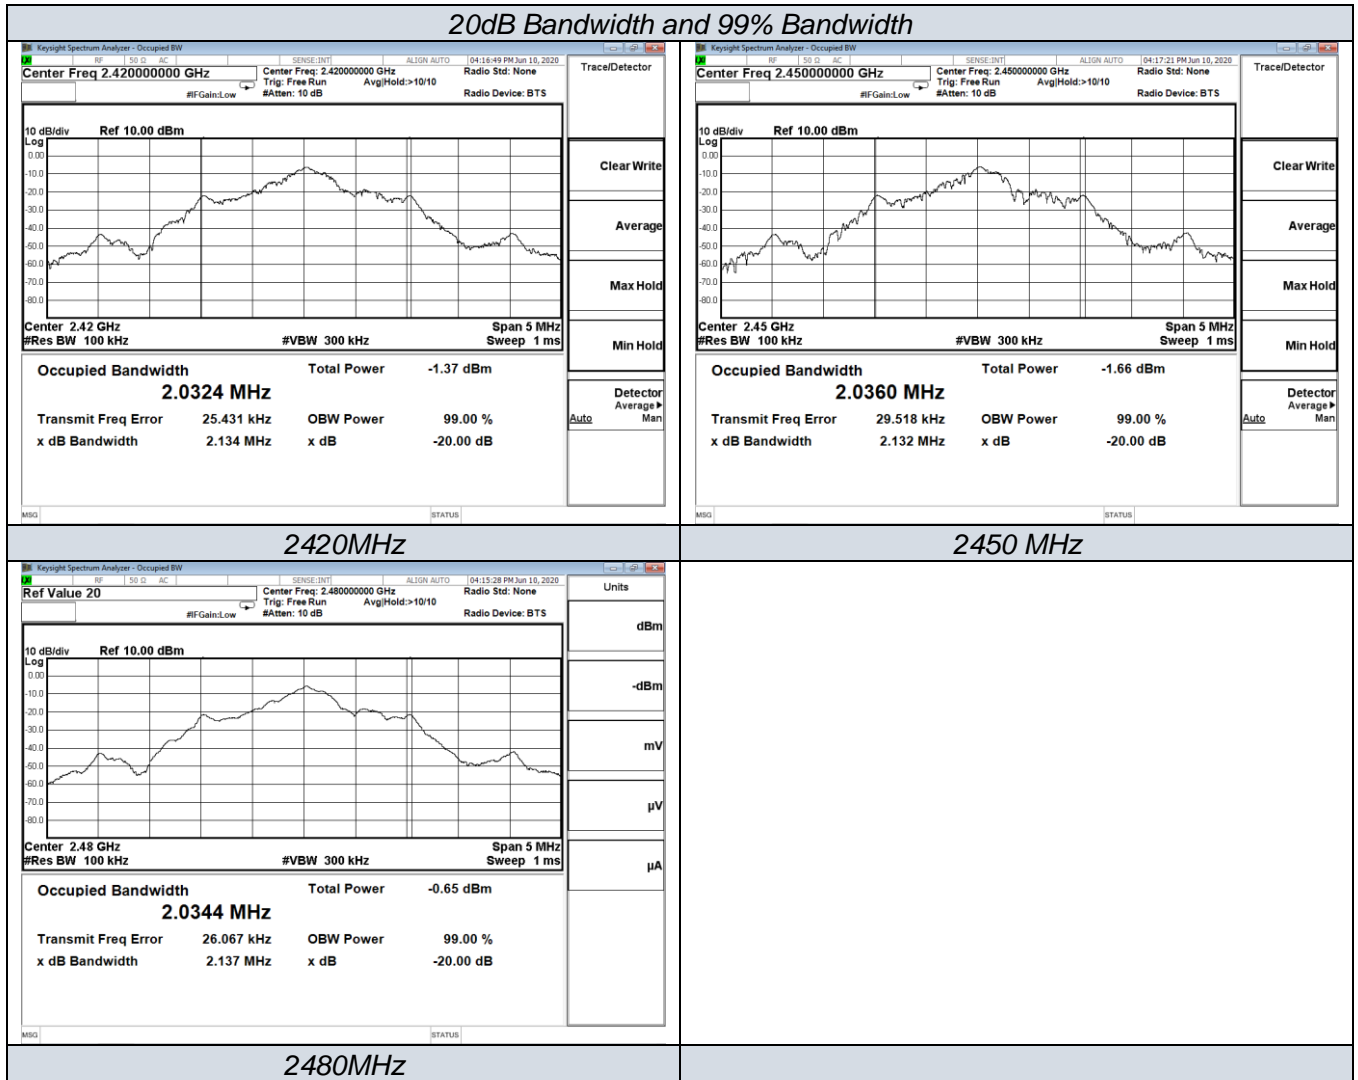 20dB Bandwidth and 99% Bandwidth
Keysight Spectrum Analyzer - Occupied BW
RF 50 Ω AC SENSE:INT ALIGN AUTO 04:16:49 PM Jun 10, 2020
Center Freq 2.420000000 GHz
Center Freq: 2.420000000 GHz
Radio Std: None
Trig: Free Run Avg|Hold:>10/10
#IFGain:Low #Atten: 10 dB Radio Device: BTS
10 dB/div Ref 10.00 dBm
Log
0.00
-10.0
-20.0
-30.0
-40.0
-50.0
-60.0
-70.0
-80.0
Center 2.42 GHz Span 5 MHz
#Res BW 100 kHz #VBW 300 kHz Sweep 1 ms
Occupied Bandwidth Total Power -1.37 dBm
2.0324 MHz
Transmit Freq Error 25.431 kHz OBW Power 99.00 %
x dB Bandwidth 2.134 MHz x dB -20.00 dB
MSG STATUS
Trace/Detector
Clear Write
Average
Max Hold
Min Hold
Detector
Average▶
Auto Man
Keysight Spectrum Analyzer - Occupied BW
RF 50 Ω AC SENSE:INT ALIGN AUTO 04:17:21 PM Jun 10, 2020
Center Freq 2.450000000 GHz
Center Freq: 2.450000000 GHz
Radio Std: None
Trig: Free Run Avg|Hold:>10/10
#IFGain:Low #Atten: 10 dB Radio Device: BTS
10 dB/div Ref 10.00 dBm
Log
0.00
-10.0
-20.0
-30.0
-40.0
-50.0
-60.0
-70.0
-80.0
Center 2.45 GHz Span 5 MHz
#Res BW 100 kHz #VBW 300 kHz Sweep 1 ms
Occupied Bandwidth Total Power -1.66 dBm
2.0360 MHz
Transmit Freq Error 29.518 kHz OBW Power 99.00 %
x dB Bandwidth 2.132 MHz x dB -20.00 dB
MSG STATUS
Trace/Detector
Clear Write
Average
Max Hold
Min Hold
Detector
Average▶
Auto Man
2420MHz
2450 MHz
Keysight Spectrum Analyzer - Occupied BW
RF 50 Ω AC SENSE:INT ALIGN AUTO 04:15:28 PM Jun 10, 2020
Ref Value 20
Center Freq: 2.480000000 GHz
Radio Std: None
Trig: Free Run Avg|Hold:>10/10
#IFGain:Low #Atten: 10 dB Radio Device: BTS
10 dB/div Ref 10.00 dBm
Log
0.00
-10.0
-20.0
-30.0
-40.0
-50.0
-60.0
-70.0
-80.0
Center 2.48 GHz Span 5 MHz
#Res BW 100 kHz #VBW 300 kHz Sweep 1 ms
Occupied Bandwidth Total Power -0.65 dBm
2.0344 MHz
Transmit Freq Error 26.067 kHz OBW Power 99.00 %
x dB Bandwidth 2.137 MHz x dB -20.00 dB
MSG STATUS
Units
dBm
-dBm
mV
µV
µA
2480MHz